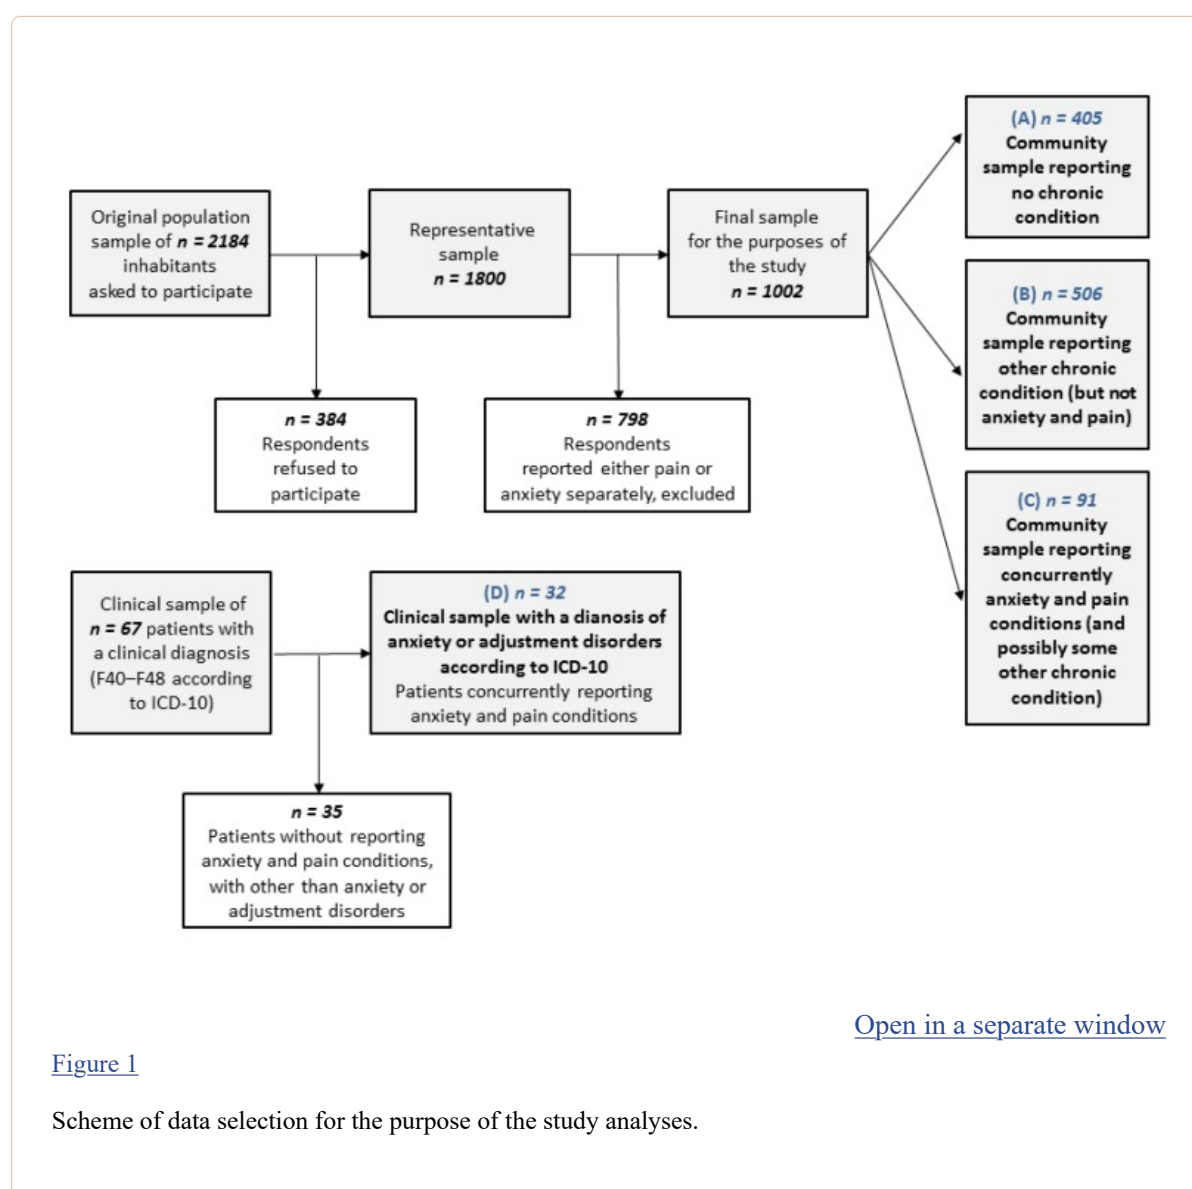 Original population
sample of n = 2184
inhabitants
asked to participate
Representative
sample
n = 1800
Final sample
for the purposes of
the study
n = 1002
(A) n = 405
Community
sample reporting
no chronic
condition
(B) n = 506
Community
sample reporting
other chronic
condition (but not
anxiety and pain)
(C) n = 91
Community
sample reporting
concurrently
anxiety and pain
conditions (and
possibly some
other chronic
condition)
n = 384
Respondents
refused to
participate
n = 798
Respondents
reported either pain or
anxiety separately, excluded
Clinical sample of
n = 67 patients with
a clinical diagnosis
(F40–F48 according
to ICD-10)
(D) n = 32
Clinical sample with a dianosis of
anxiety or adjustment disorders
according to ICD-10
Patients concurrently reporting
anxiety and pain conditions
n = 35
Patients without reporting
anxiety and pain conditions,
with other than anxiety or
adjustment disorders
Open in a separate window
Figure 1
Scheme of data selection for the purpose of the study analyses.